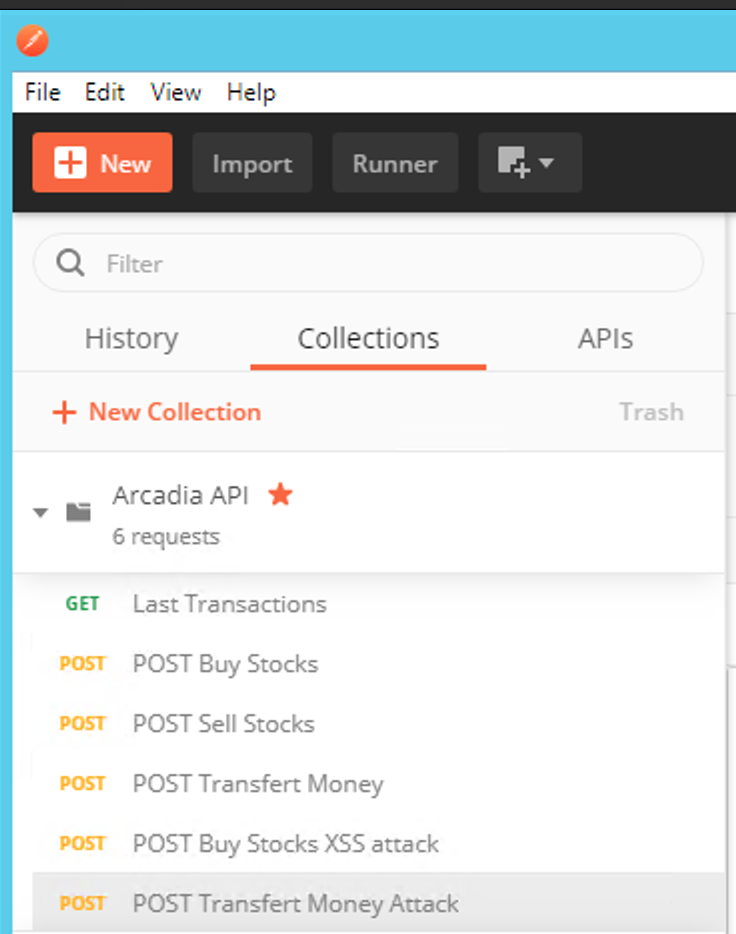 File Edit View Help
New Import Runner
Filter
History Collections APIs
+ New Collection Trash
Arcadia API
6 requests
GET Last Transactions
POST POST Buy Stocks
POST POST Sell Stocks
POST POST Transfert Money
POST POST Buy Stocks XSS attack
POST POST Transfert Money Attack